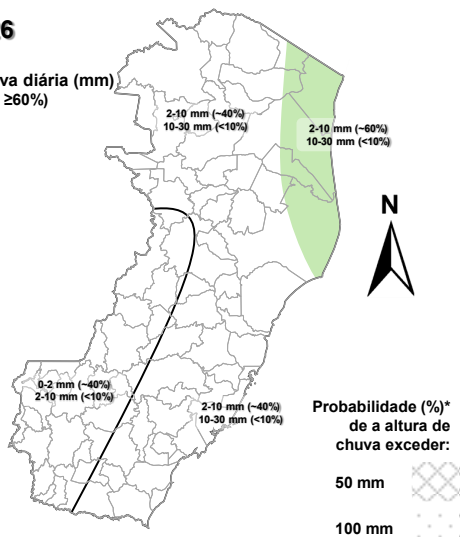 6
va diária (mm)
≥60%)
2-10 mm (~40%)
10-30 mm (<10%)
2-10 mm (~60%)
10-30 mm (<10%)
N
0-2 mm (~40%)
2-10 mm (<10%)
2-10 mm (~40%)
10-30 mm (<10%)
Probabilidade (%)*
de a altura de
chuva exceder:
50 mm
100 mm